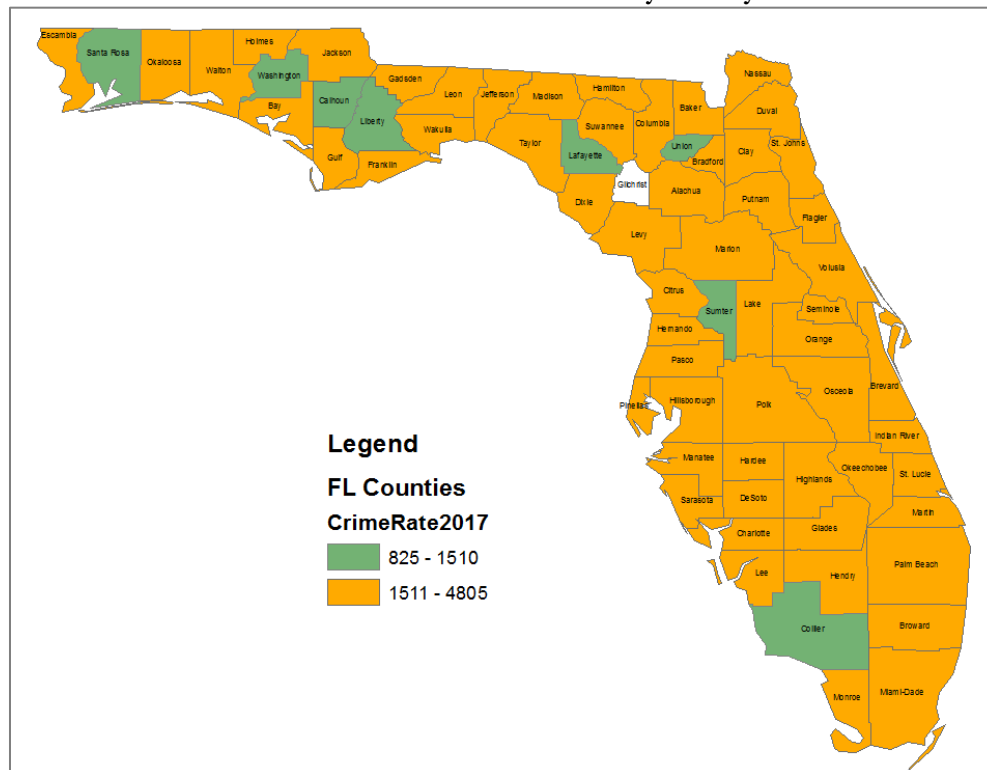 Escambia
Santa Rosa
Okaloosa
Walton
Holmes
Washington
Bay
Jackson
Calhoun
Gulf
Liberty
Gadsden
Franklin
Leon
Wakulla
Jefferson
Madison
Taylor
Hamilton
Suwannee
Lafayette
Dixie
Columbia
Gilchrist
Baker
Union
Bradford
Alachua
Levy
Nassau
Duval
Clay
St. Johns
Putnam
Flagler
Marion
Volusia
Citrus
Sumter
Lake
Seminole
Orange
Hernando
Pasco
Pinellas
Hillsborough
Polk
Osceola
Brevard
Indian River
Manatee
Hardee
Highlands
Okeechobee
St. Lucie
Sarasota
DeSoto
Martin
Charlotte
Glades
Lee
Hendry
Palm Beach
Collier
Broward
Monroe
Miami-Dade
Legend
FL Counties
CrimeRate2017
825 - 1510
1511 - 4805